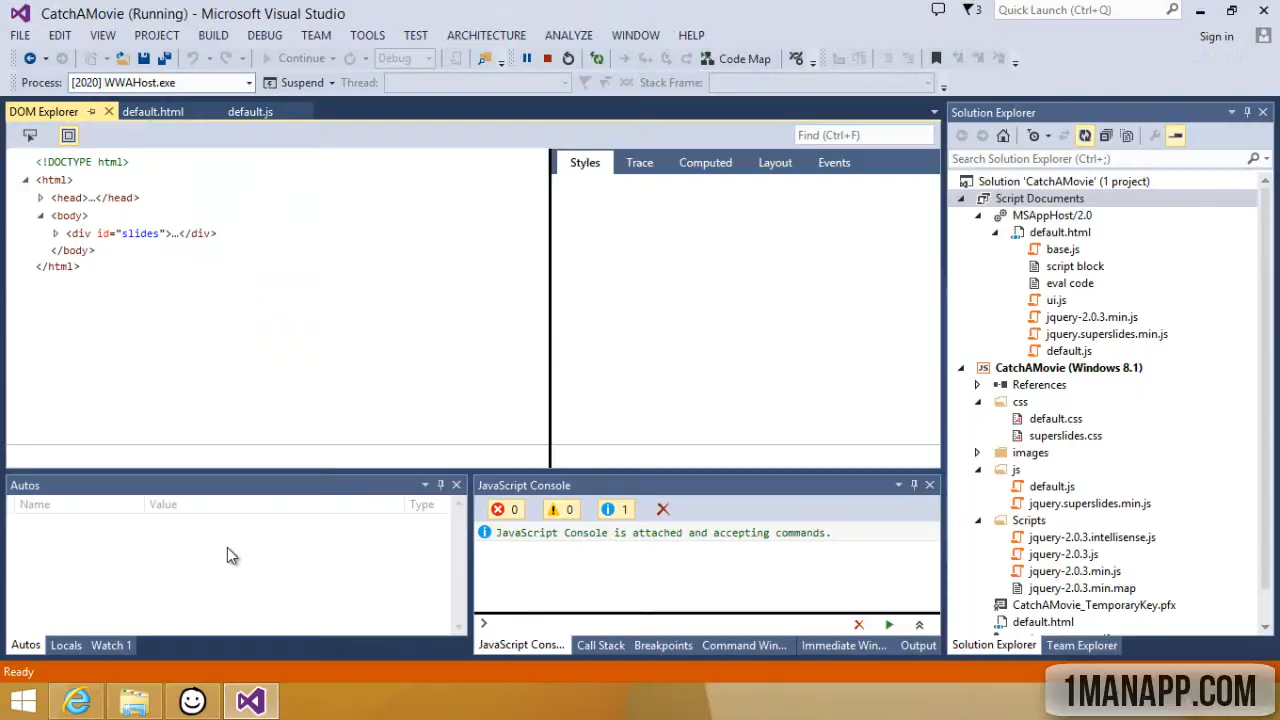 CatchAMovie (Running) - Microsoft Visual Studio
3
Quick Launch (Ctrl+Q)
FILE EDIT VIEW PROJECT BUILD DEBUG TEAM TOOLS TEST ARCHITECTURE ANALYZE WINDOW HELP
Sign in
Continue Debug Code Map
Process: [2020] WWAHost.exe Suspend Thread: Stack Frame:
DOM Explorer default.html default.js
Find (Ctrl+F)
<!DOCTYPE html>
<html>
<head>...</head>
<body>
<div id="slides">...</div>
</body>
</html>
Styles Trace Computed Layout Events
Solution Explorer
Search Solution Explorer (Ctrl+;)
Solution 'CatchAMovie' (1 project)
Script Documents
MSAppHost/2.0
default.html
base.js
script block
eval code
ui.js
jquery-2.0.3.min.js
jquery.superslides.min.js
default.js
CatchAMovie (Windows 8.1)
References
css
default.css
superslides.css
images
js
default.js
jquery.superslides.min.js
Scripts
jquery-2.0.3.intellisense.js
jquery-2.0.3.js
jquery-2.0.3.min.js
jquery-2.0.3.min.map
CatchAMovie_TemporaryKey.pfx
default.html
Solution Explorer Team Explorer
Autos
Name Value Type
Autos Locals Watch 1
JavaScript Console
0 0 1
JavaScript Console is attached and accepting commands.
JavaScript Cons... Call Stack Breakpoints Command Win... Immediate Win... Output
Ready
1MANAPP.COM